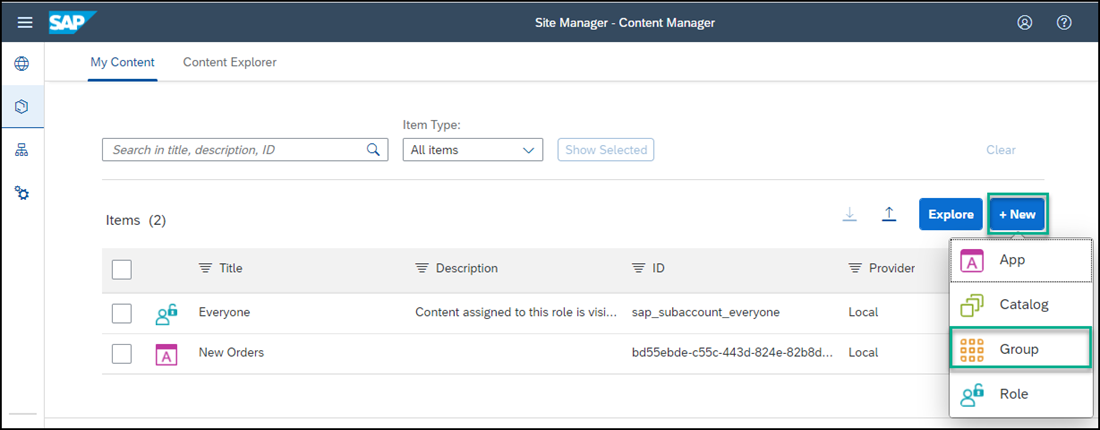 SAP
Site Manager - Content Manager
My Content
Content Explorer
Item Type:
Search in title, description, ID
All items
Show Selected
Clear
Items (2)
Explore
+ New
Title
Description
ID
Provider
Everyone
Content assigned to this role is visi...
sap_subaccount_everyone
Local
New Orders
bd55ebde-c55c-443d-824e-82b8d...
Local
App
Catalog
Group
Role